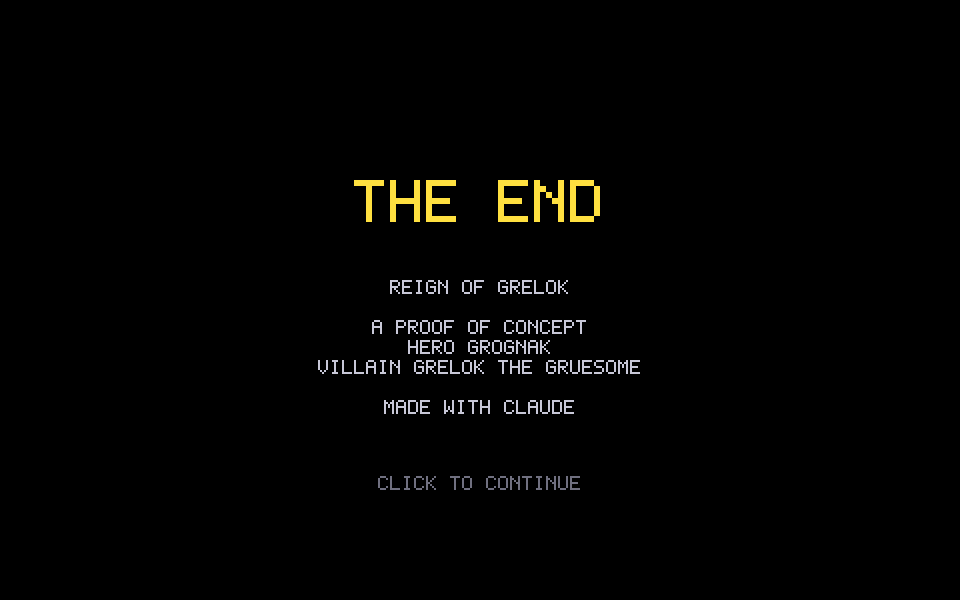 THE END
REIGN OF GRELOK
A PROOF OF CONCEPT
HERO GROGNAK
VILLAIN GRELOK THE GRUESOME
MADE WITH CLAUDE
CLICK TO CONTINUE